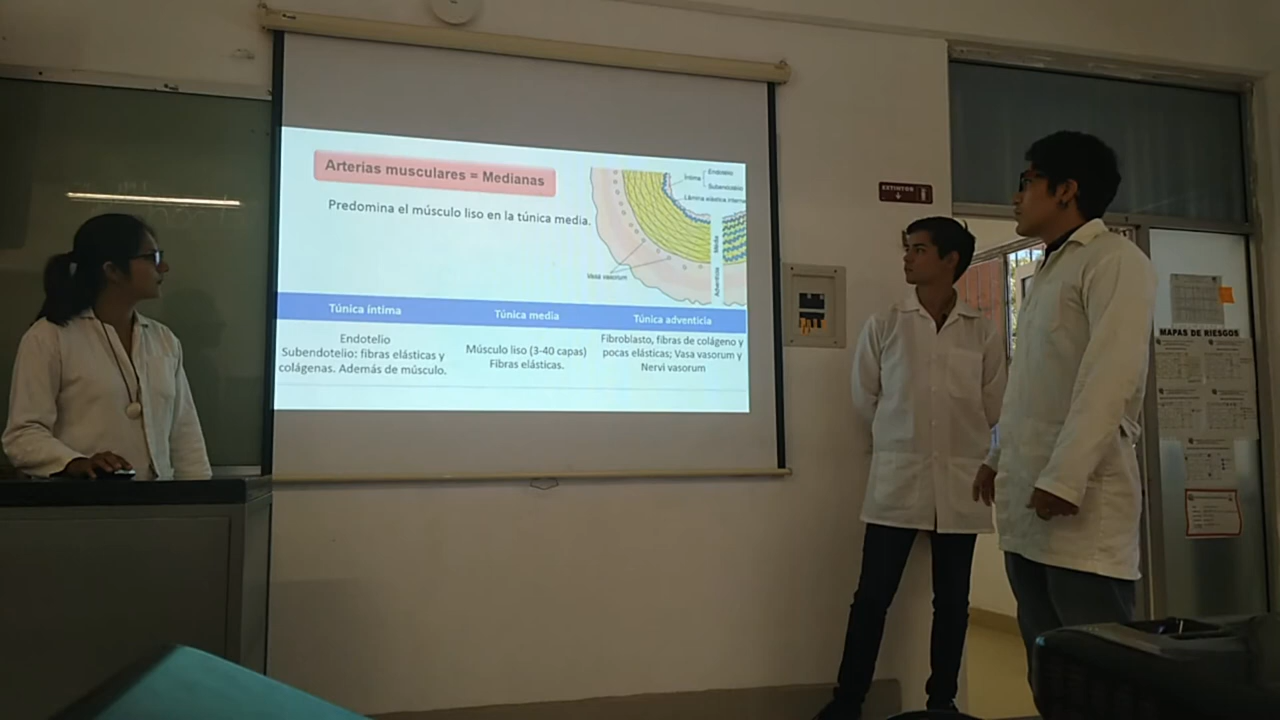 Arterias musculares = Medianas
Predomina el músculo liso en la túnica media.
Íntima
Endotelio
Subendotelio
Lámina elástica interna
Media
Adventicia
Vasa vasorum
Túnica íntima
Túnica media
Túnica adventicia
Endotelio
Subendotelio: fibras elásticas y
colágenas. Además de músculo.
Músculo liso (3-40 capas)
Fibras elásticas.
Fibroblasto, fibras de colágeno y
pocas elásticas; Vasa vasorum y
Nervi vasorum
EXTINTOR
MAPAS DE RIESGOS